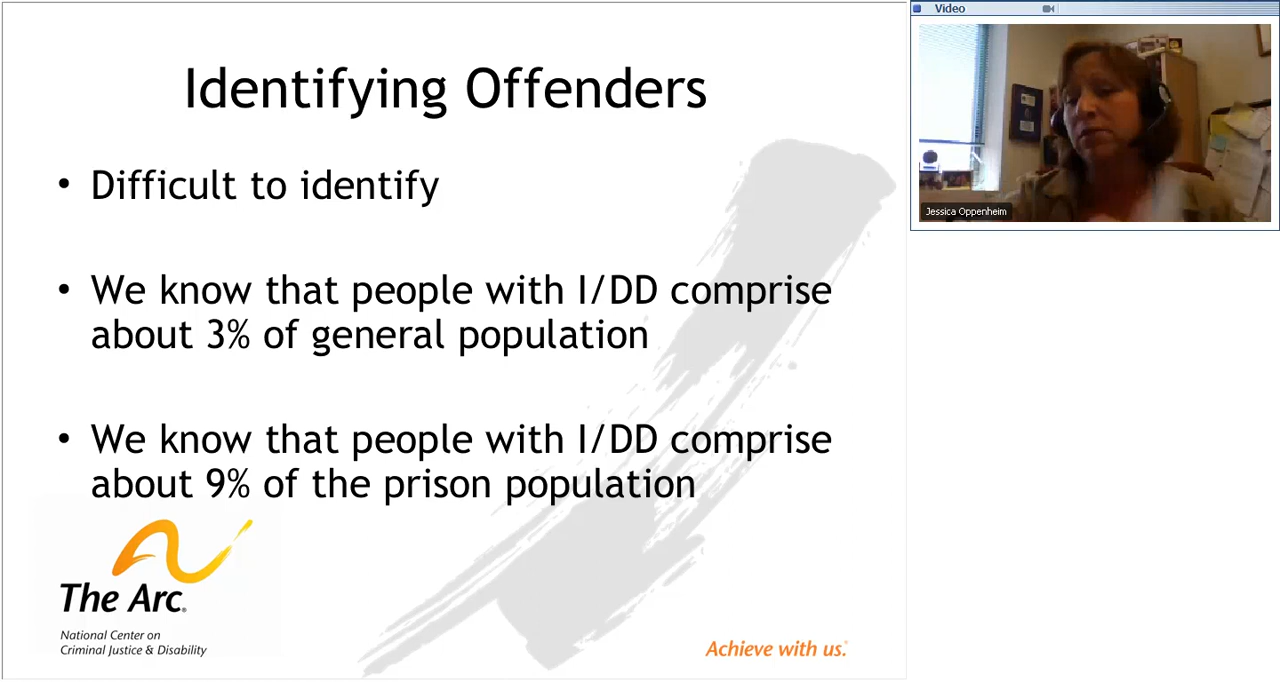 Identifying Offenders
• Difficult to identify
• We know that people with I/DD comprise
about 3% of general population
• We know that people with I/DD comprise
about 9% of the prison population
The Arc®
National Center on
Criminal Justice & Disability
Achieve with us.®
Video
Jessica Oppenheim